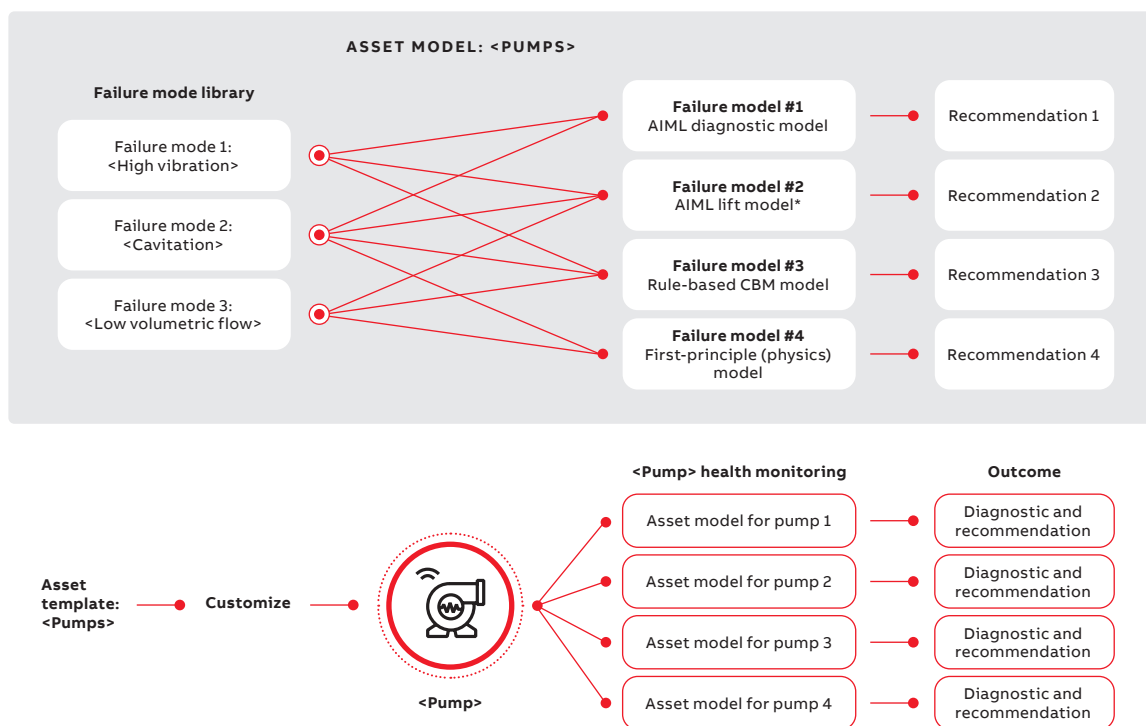 ASSET MODEL: <PUMPS>
Failure mode library
Failure mode 1:
<High vibration>
Failure mode 2:
<Cavitation>
Failure mode 3:
<Low volumetric flow>
Failure model #1
AIML diagnostic model
Recommendation 1
Failure model #2
AIML lift model*
Recommendation 2
Failure model #3
Rule-based CBM model
Recommendation 3
Failure model #4
First-principle (physics)
model
Recommendation 4
Asset
template:
<Pumps>
Customize
<Pump>
<Pump> health monitoring
Outcome
Asset model for pump 1
Diagnostic and
recommendation
Asset model for pump 2
Diagnostic and
recommendation
Asset model for pump 3
Diagnostic and
recommendation
Asset model for pump 4
Diagnostic and
recommendation